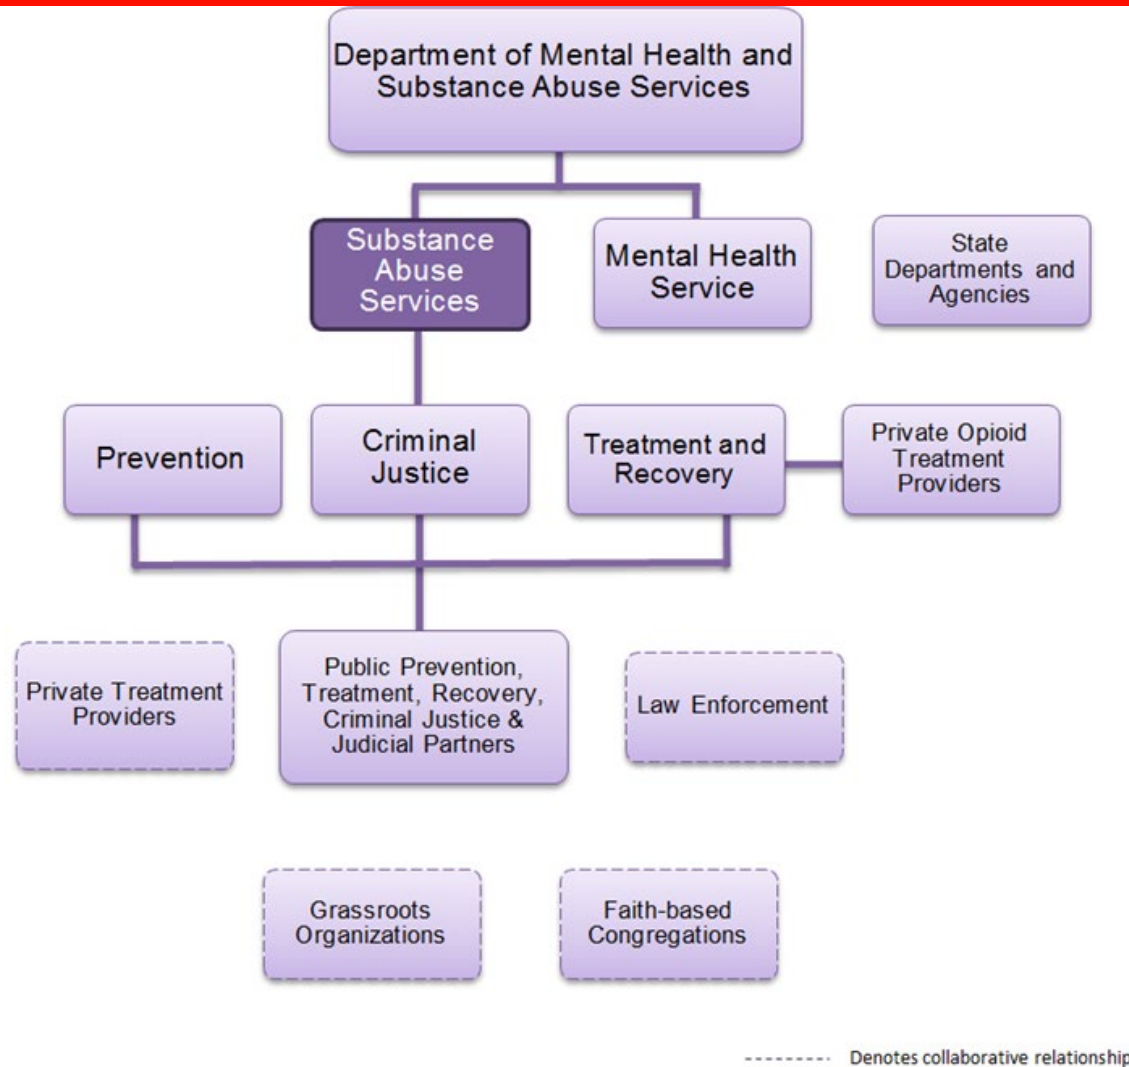 Department of Mental Health and
Substance Abuse Services
Substance
Abuse
Services
Mental Health
Service
State
Departments and
Agencies
Prevention
Criminal
Justice
Treatment and
Recovery
Private Opioid
Treatment
Providers
Private Treatment
Providers
Public Prevention,
Treatment, Recovery,
Criminal Justice &
Judicial Partners
Law Enforcement
Grassroots
Organizations
Faith-based
Congregations
Denotes collaborative relationship